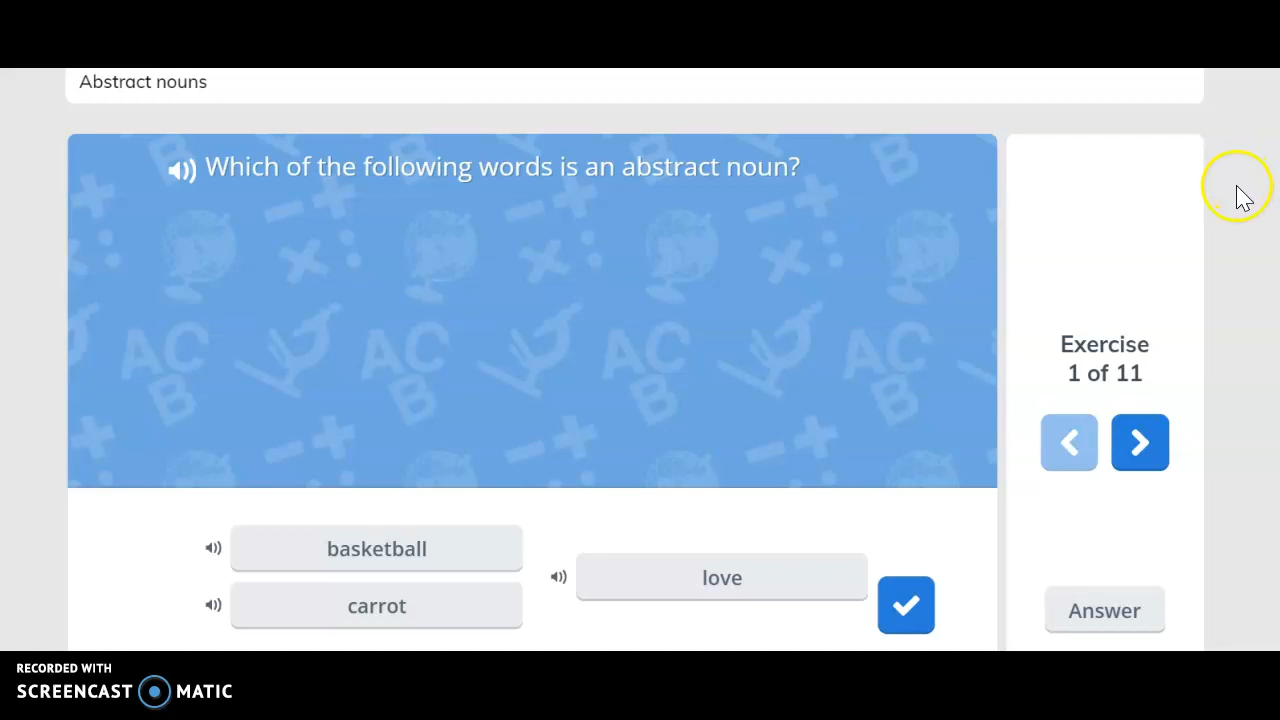 Abstract nouns
Which of the following words is an abstract noun?
Exercise
1 of 11
basketball
love
carrot
Answer
RECORDED WITH
SCREENCAST MATIC